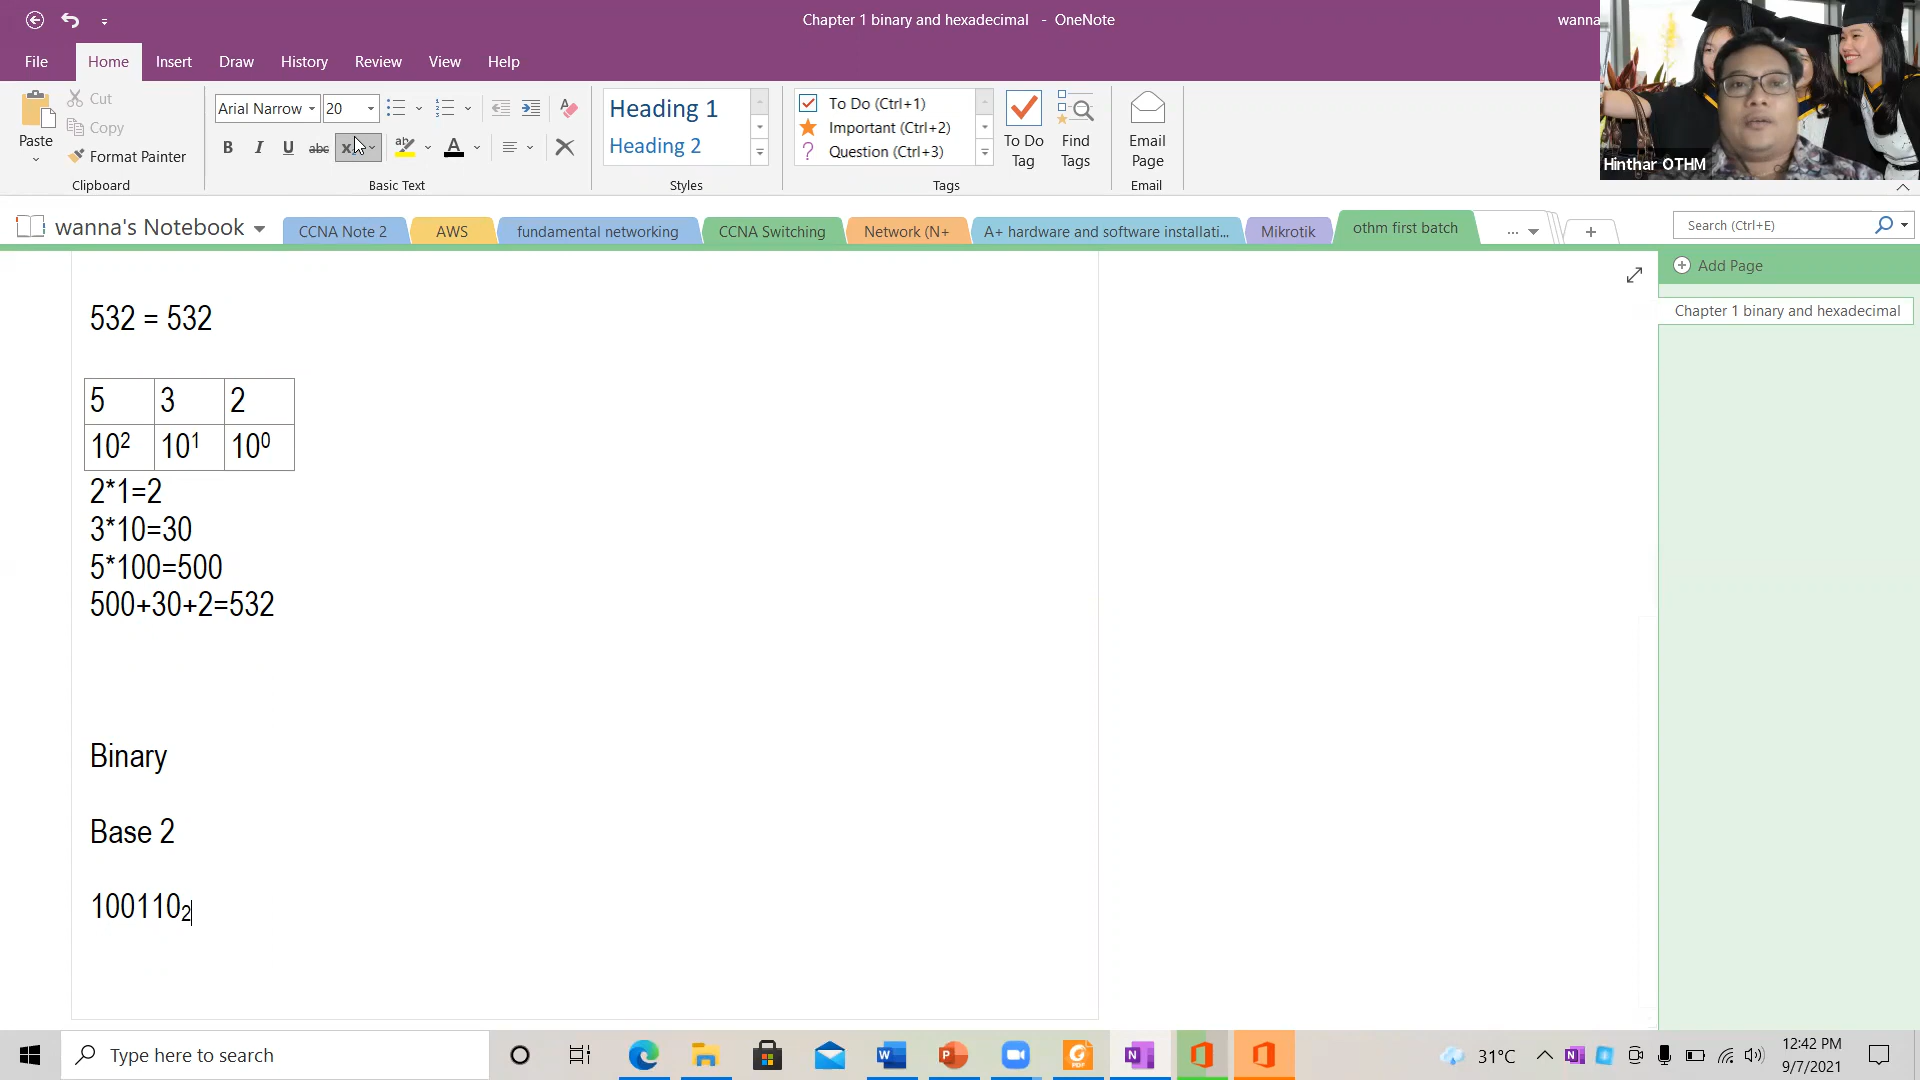 Chapter 1 binary and hexadecimal - OneNote
wanna
File Home Insert Draw History Review View Help
Paste
Cut
Copy
Format Painter
Clipboard
Arial Narrow 20
B I U abc
Basic Text
Heading 1
Heading 2
Styles
To Do (Ctrl+1)
Important (Ctrl+2)
? Question (Ctrl+3)
Tags
To Do Tag
Find Tags
Email Page
Email
Hinthar OTHM
wanna's Notebook
CCNA Note 2 AWS fundamental networking CCNA Switching Network (N+ A+ hardware and software installati... Mikrotik othm first batch ... +
Search (Ctrl+E)
Add Page
Chapter 1 binary and hexadecimal
532 = 532
5 3 2
10² 10¹ 10⁰
2*1=2
3*10=30
5*100=500
500+30+2=532
Binary
Base 2
100110₂
Type here to search
31°C
12:42 PM
9/7/2021